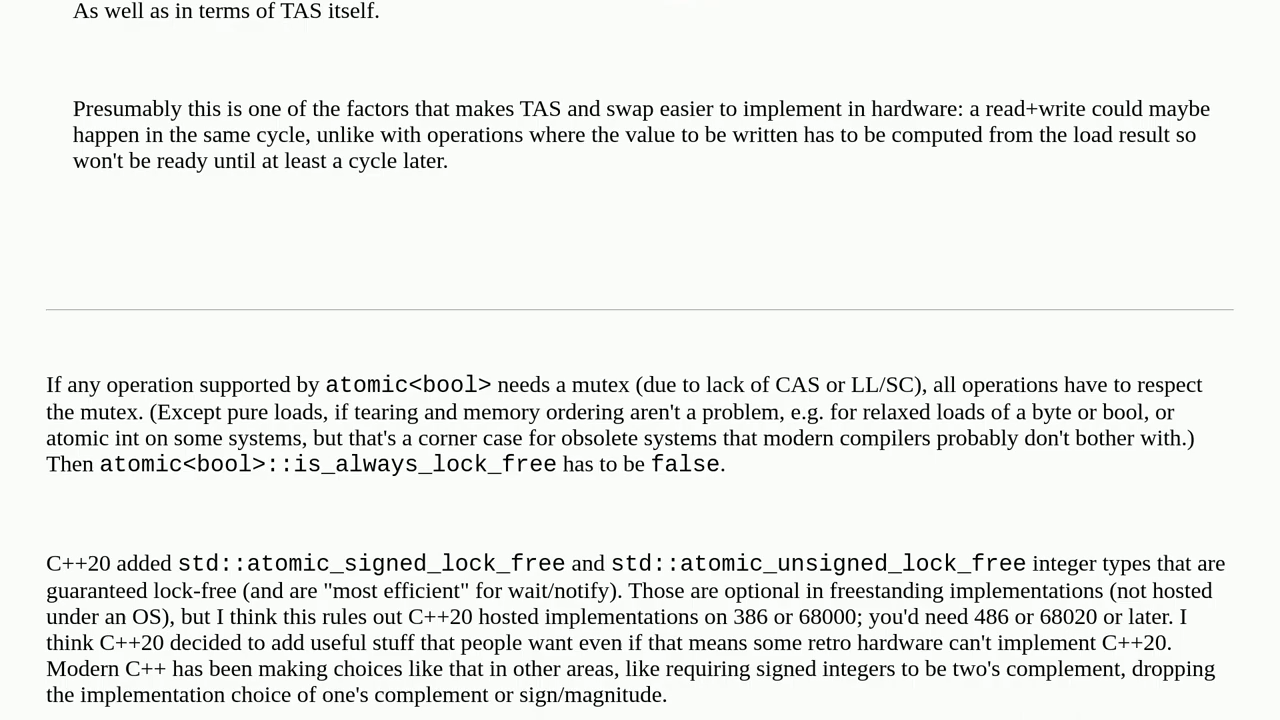 As well as in terms of TAS itself.
Presumably this is one of the factors that makes TAS and swap easier to implement in hardware: a read+write could maybe
happen in the same cycle, unlike with operations where the value to be written has to be computed from the load result so
won't be ready until at least a cycle later.
If any operation supported by atomic<bool> needs a mutex (due to lack of CAS or LL/SC), all operations have to respect
the mutex. (Except pure loads, if tearing and memory ordering aren't a problem, e.g. for relaxed loads of a byte or bool, or
atomic int on some systems, but that's a corner case for obsolete systems that modern compilers probably don't bother with.)
Then atomic<bool>::is_always_lock_free has to be false.
C++20 added std::atomic_signed_lock_free and std::atomic_unsigned_lock_free integer types that are
guaranteed lock-free (and are "most efficient" for wait/notify). Those are optional in freestanding implementations (not hosted
under an OS), but I think this rules out C++20 hosted implementations on 386 or 68000; you'd need 486 or 68020 or later. I
think C++20 decided to add useful stuff that people want even if that means some retro hardware can't implement C++20.
Modern C++ has been making choices like that in other areas, like requiring signed integers to be two's complement, dropping
the implementation choice of one's complement or sign/magnitude.